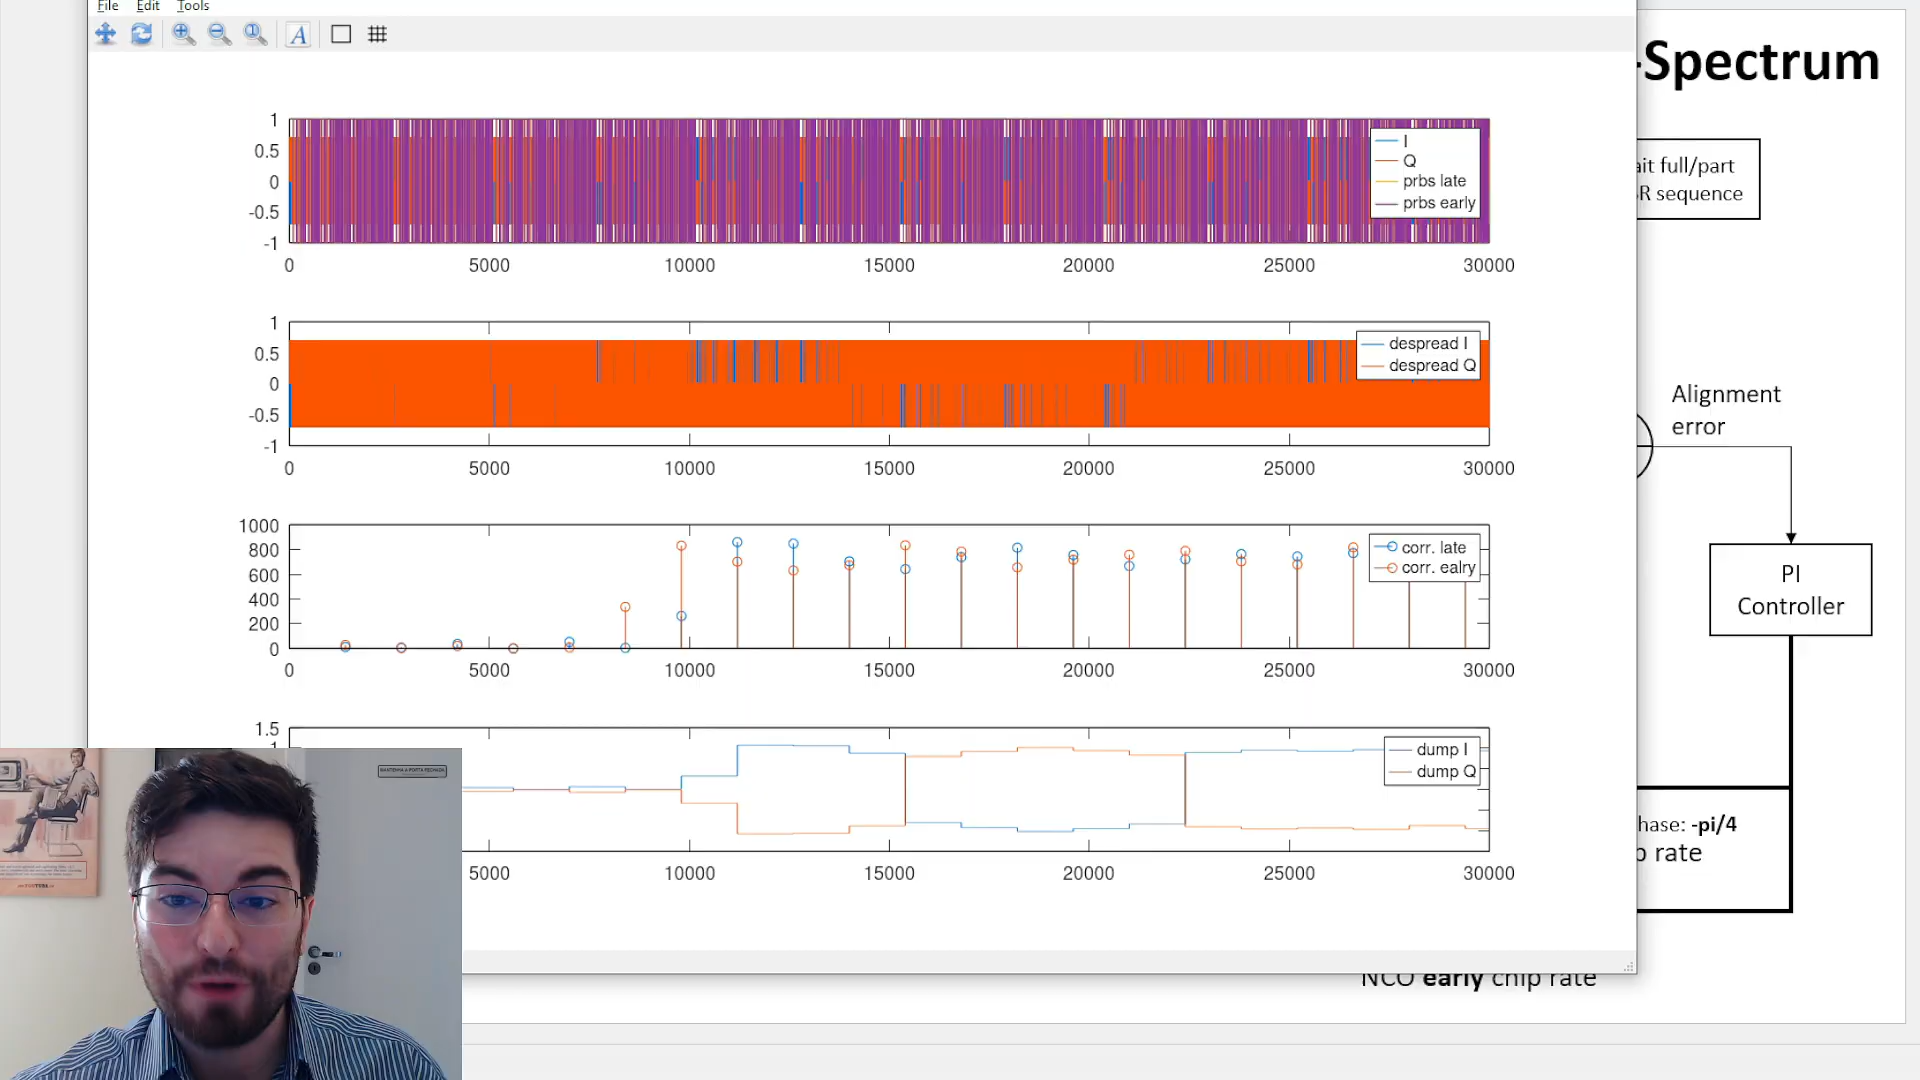 File Edit Tools
-Spectrum
ait full/part
R sequence
Alignment
error
PI
Controller
hase: -pi/4
rate
NCO early chip rate
1
0.5
0
-0.5
-1
I
Q
prbs late
prbs early
0 5000 10000 15000 20000 25000 30000
1
0.5
0
-0.5
-1
despread I
despread Q
0 5000 10000 15000 20000 25000 30000
1000
800
600
400
200
0
corr. late
corr. ealry
0 5000 10000 15000 20000 25000 30000
1.5
dump I
dump Q
5000 10000 15000 20000 25000 30000
MANTENHA A PORTA FECHADA